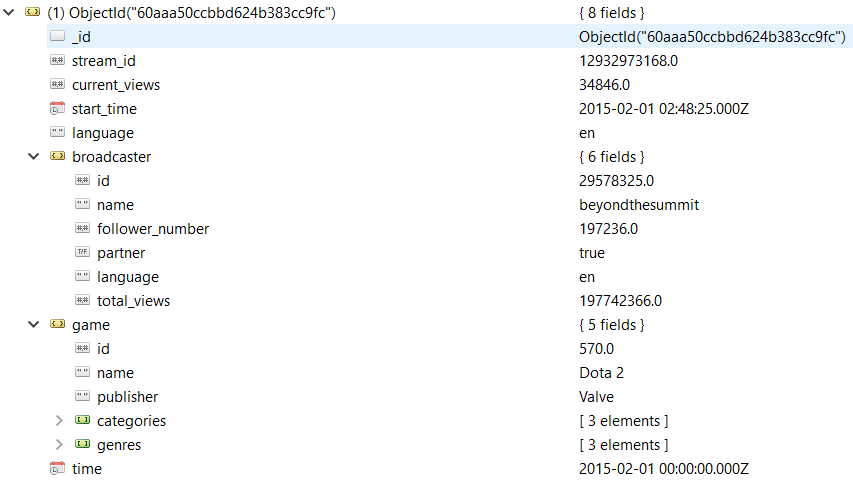 (1) ObjectId("60aaa50ccbbd624b383cc9fc") { 8 fields }
_id ObjectId("60aaa50ccbbd624b383cc9fc")
stream_id 12932973168.0
current_views 34846.0
start_time 2015-02-01 02:48:25.000Z
language en
broadcaster { 6 fields }
id 29578325.0
name beyondthesummit
follower_number 197236.0
partner true
language en
total_views 197742366.0
game { 5 fields }
id 570.0
name Dota 2
publisher Valve
categories [ 3 elements ]
genres [ 3 elements ]
time 2015-02-01 00:00:00.000Z